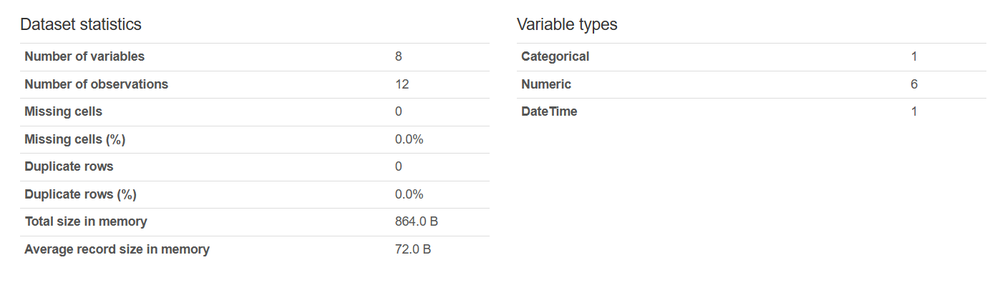 Dataset statistics
Number of variables 8
Number of observations 12
Missing cells 0
Missing cells (%) 0.0%
Duplicate rows 0
Duplicate rows (%) 0.0%
Total size in memory 864.0 B
Average record size in memory 72.0 B
Variable types
Categorical 1
Numeric 6
DateTime 1